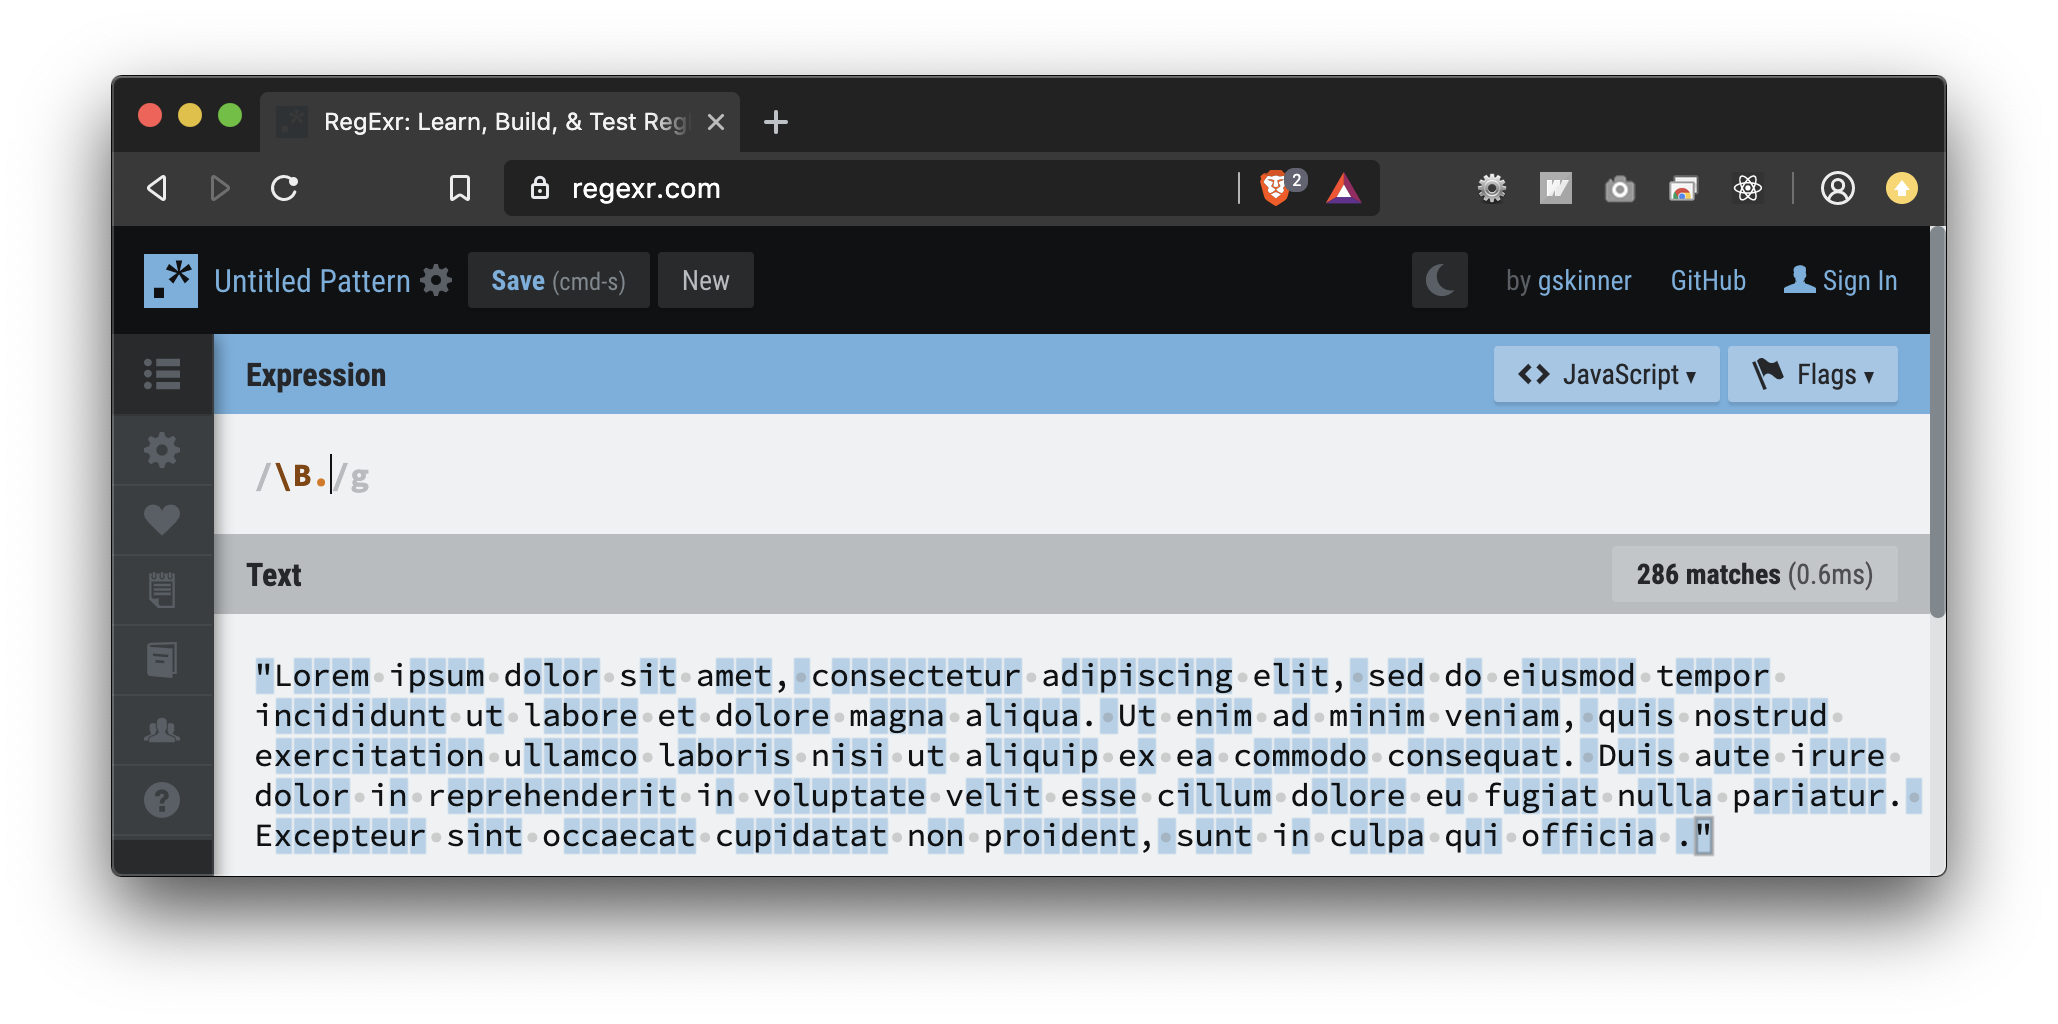 RegExr: Learn, Build, & Test Reg
regexr.com
2
Untitled Pattern
Save (cmd-s)
New
by gskinner
GitHub
Sign In
Expression
JavaScript
Flags
/\B./g
Text
286 matches (0.6ms)
"Lorem ipsum dolor sit amet, consectetur adipiscing elit, sed do eiusmod tempor
incididunt ut labore et dolore magna aliqua. Ut enim ad minim veniam, quis nostrud
exercitation ullamco laboris nisi ut aliquip ex ea commodo consequat. Duis aute irure
dolor in reprehenderit in voluptate velit esse cillum dolore eu fugiat nulla pariatur.
Excepteur sint occaecat cupidatat non proident, sunt in culpa qui officia ."